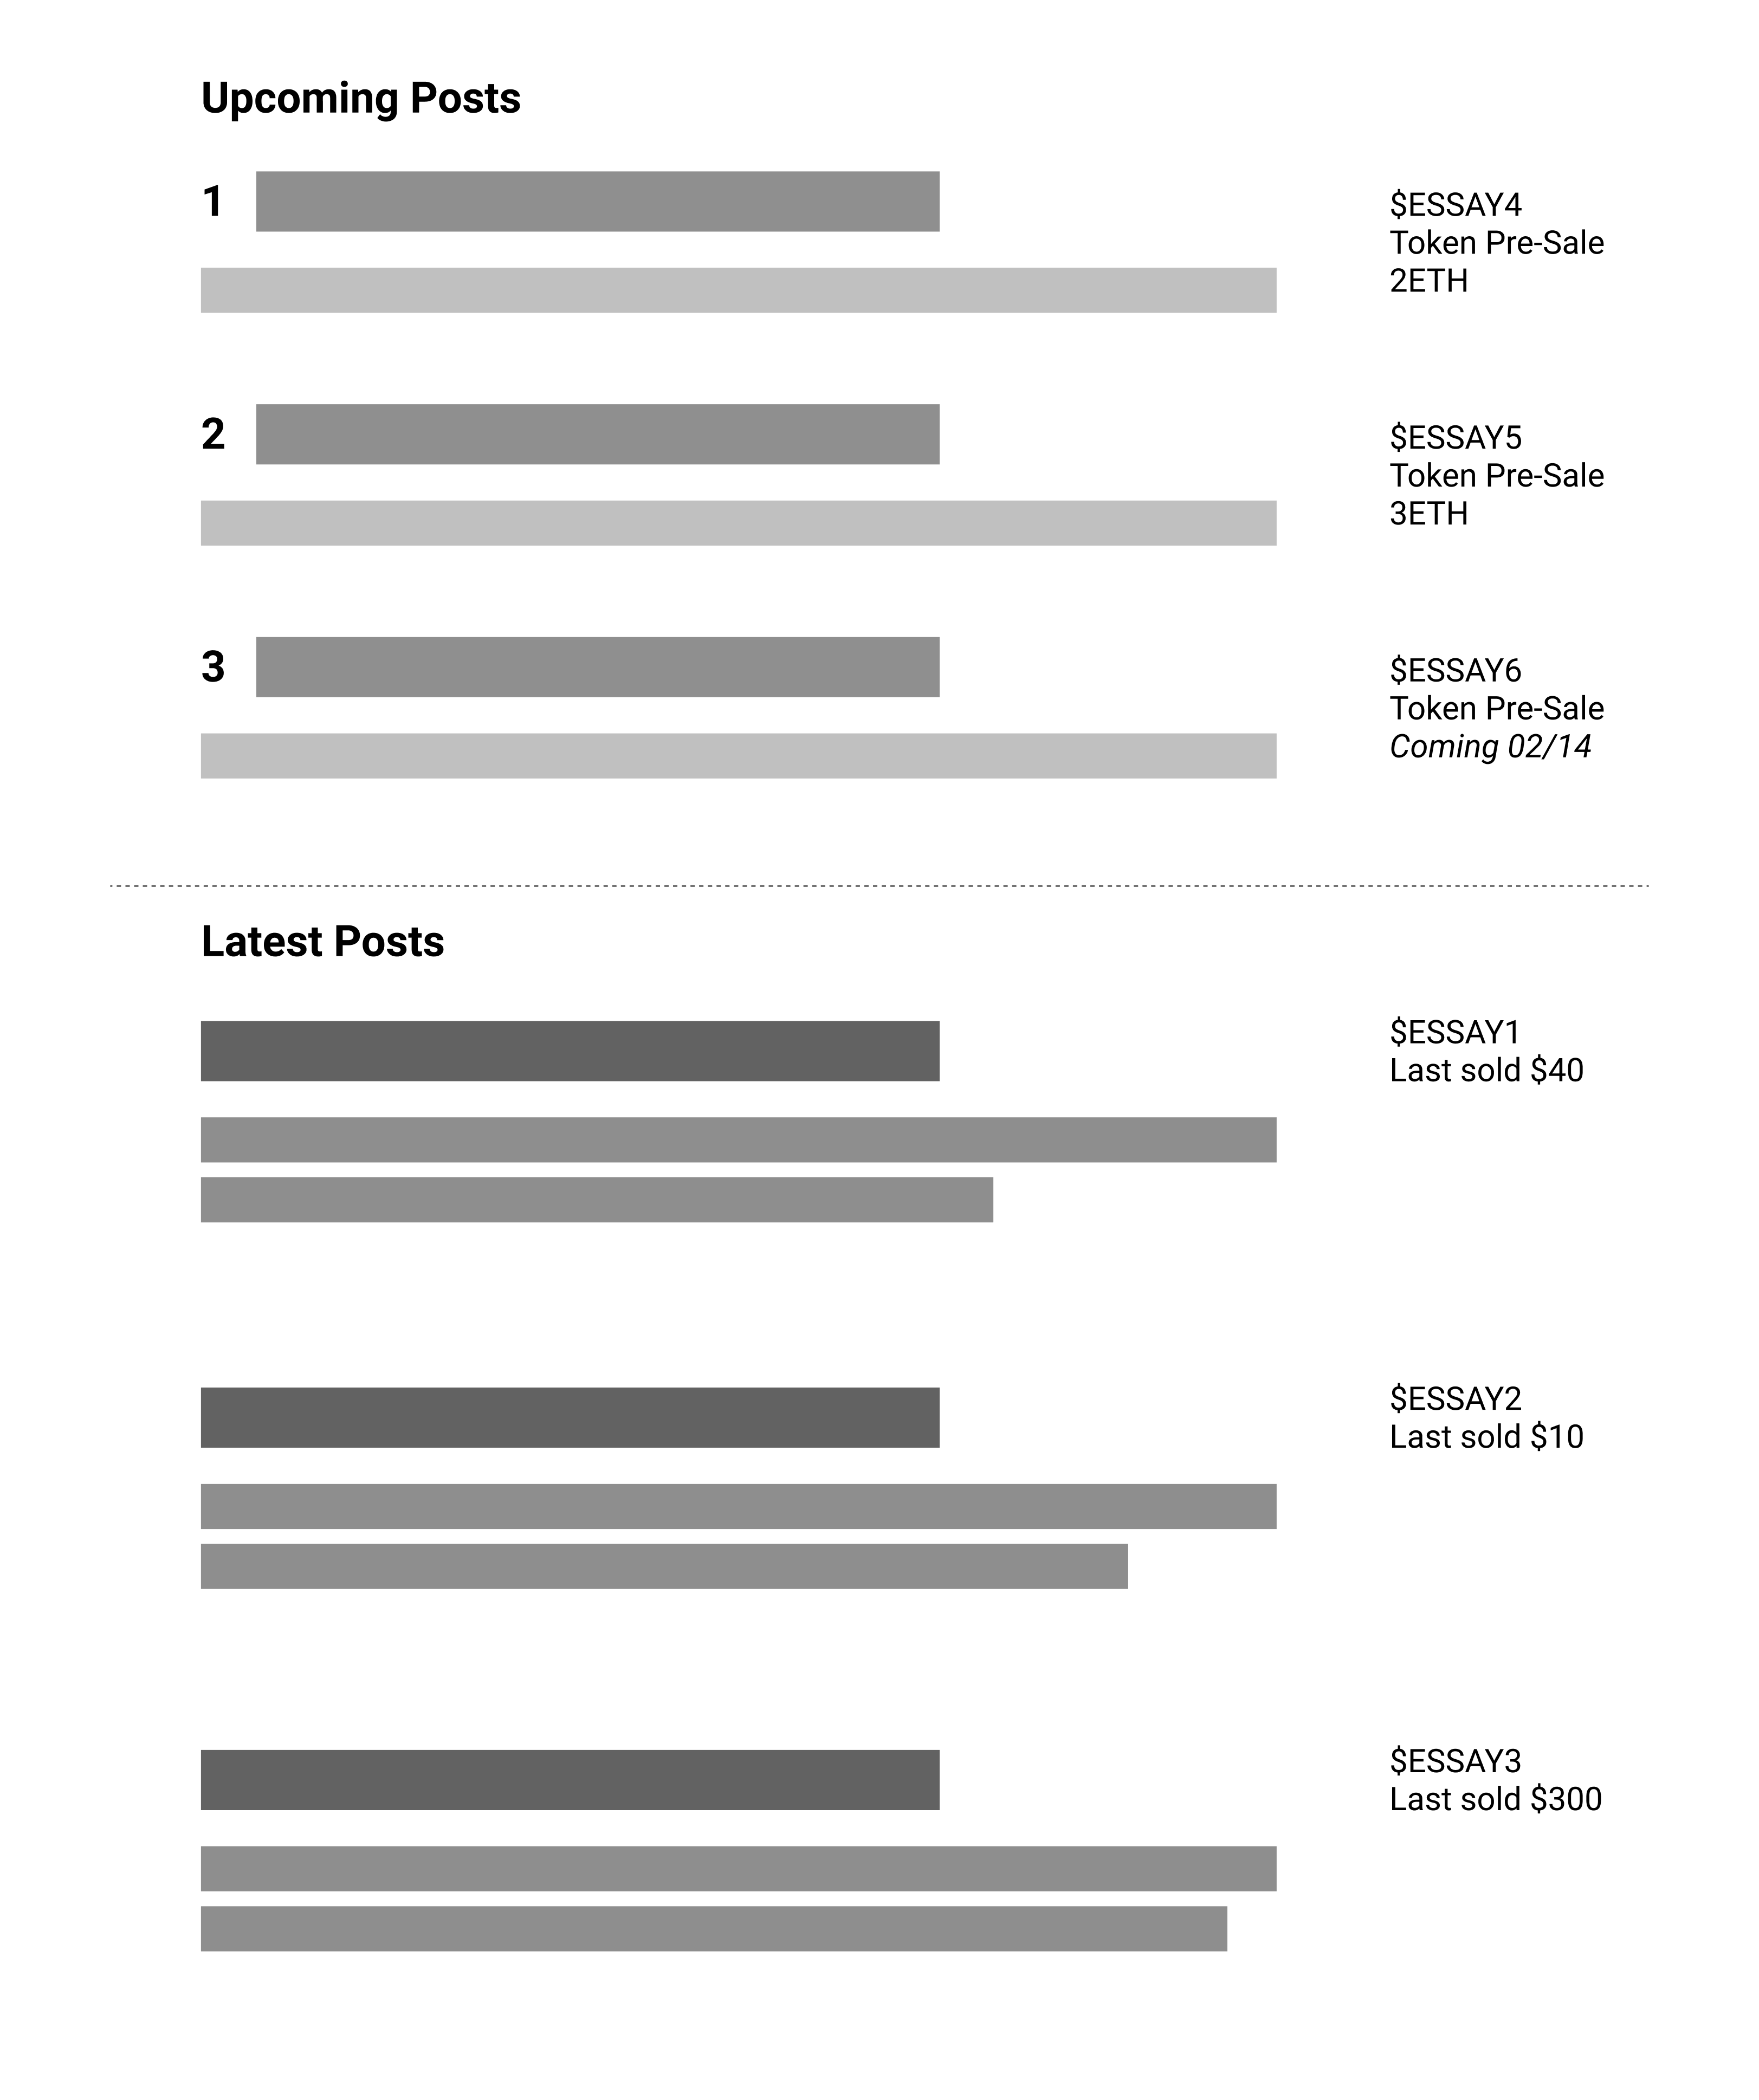 Upcoming Posts
1
$ESSAY4
Token Pre-Sale
2ETH
2
$ESSAY5
Token Pre-Sale
3ETH
3
$ESSAY6
Token Pre-Sale
Coming 02/14
Latest Posts
$ESSAY1
Last sold $40
$ESSAY2
Last sold $10
$ESSAY3
Last sold $300